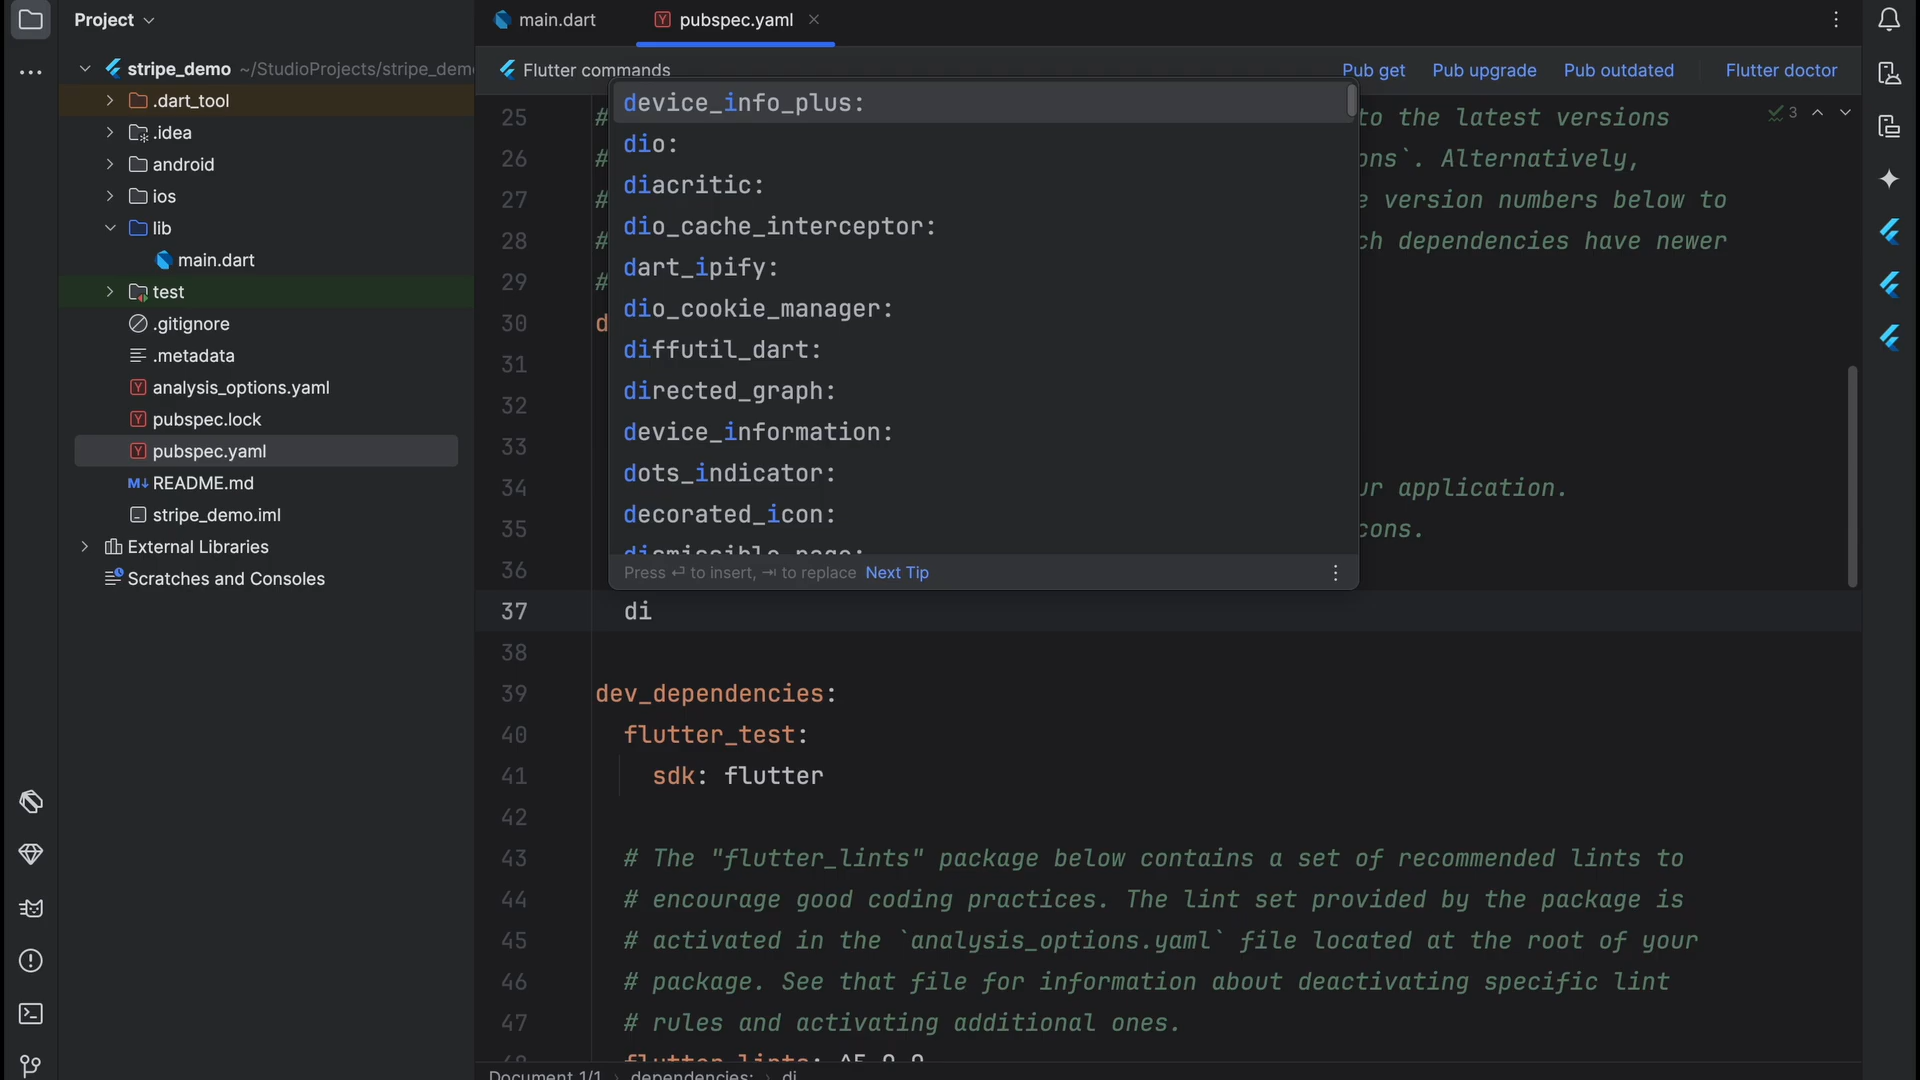 Project
stripe_demo ~/StudioProjects/stripe_demo
.dart_tool
.idea
android
ios
lib
main.dart
test
.gitignore
.metadata
analysis_options.yaml
pubspec.lock
pubspec.yaml
README.md
stripe_demo.iml
External Libraries
Scratches and Consoles
main.dart
pubspec.yaml
Flutter commands
Pub get
Pub upgrade
Pub outdated
Flutter doctor
3
device_info_plus:
dio:
diacritic:
dio_cache_interceptor:
dart_ipify:
dio_cookie_manager:
diffutil_dart:
directed_graph:
device_information:
dots_indicator:
decorated_icon:
dismissible_page:
Press ⏎ to insert, ⇥ to replace Next Tip
25 # to the latest versions
26 # ons`. Alternatively,
27 # e version numbers below to
28 # ch dependencies have newer
29 #
30 d
31
32
33
34 ur application.
35 cons.
36
37 di
38
39 dev_dependencies:
40 flutter_test:
41 sdk: flutter
42
43 # The "flutter_lints" package below contains a set of recommended lints to
44 # encourage good coding practices. The lint set provided by the package is
45 # activated in the `analysis_options.yaml` file located at the root of your
46 # package. See that file for information about deactivating specific lint
47 # rules and activating additional ones.
48 flutter_lints: ^5.0.0
Document 1/1 › dependencies: › di